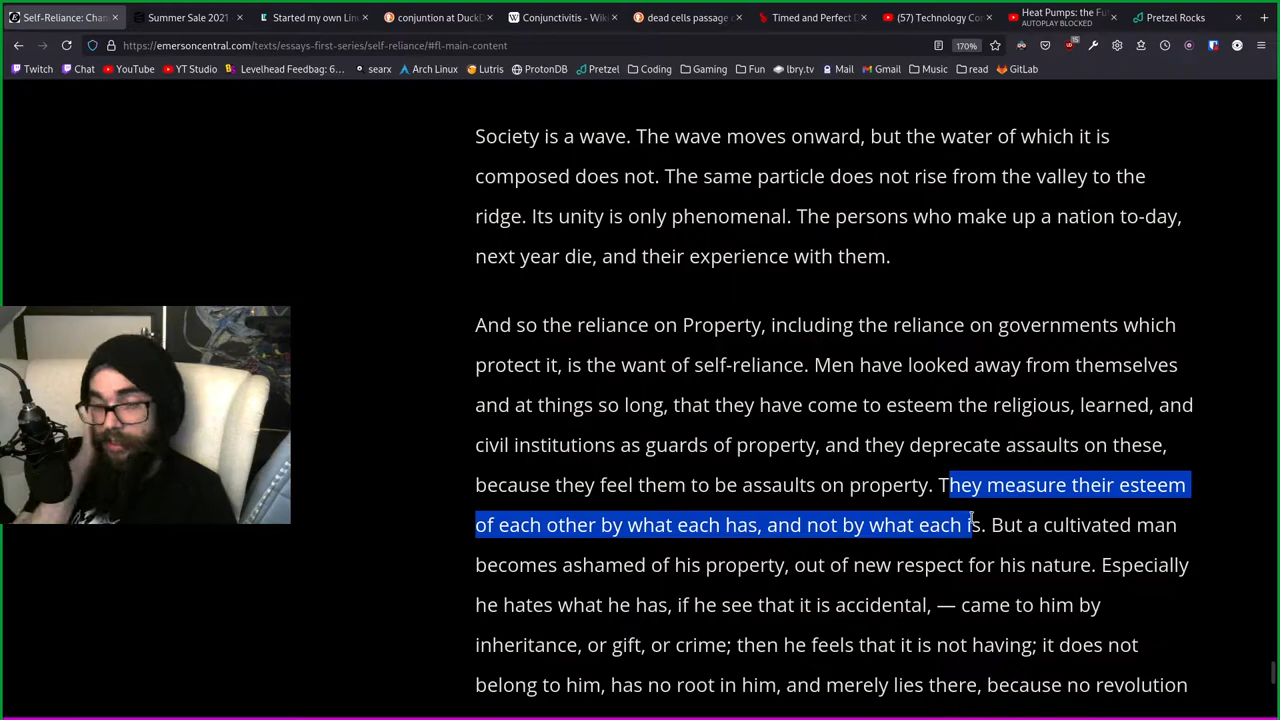 Self-Reliance: Chan
Summer Sale 2021
Started my own Lin
conjuntion at DuckD
Conjunctivitis - Wiki
dead cells passage
Timed and Perfect D
(57) Technology Con
Heat Pumps: the Fu
AUTOPLAY BLOCKED
Pretzel Rocks
https://emersoncentral.com/texts/essays-first-series/self-reliance/#fl-main-content
170%
15
Twitch Chat YouTube YT Studio Levelhead Feedbag: 6… searx Arch Linux Lutris ProtonDB Pretzel Coding Gaming Fun lbry.tv Mail Gmail Music read GitLab
Society is a wave. The wave moves onward, but the water of which it is
composed does not. The same particle does not rise from the valley to the
ridge. Its unity is only phenomenal. The persons who make up a nation to-day,
next year die, and their experience with them.
And so the reliance on Property, including the reliance on governments which
protect it, is the want of self-reliance. Men have looked away from themselves
and at things so long, that they have come to esteem the religious, learned, and
civil institutions as guards of property, and they deprecate assaults on these,
because they feel them to be assaults on property. They measure their esteem
of each other by what each has, and not by what each is. But a cultivated man
becomes ashamed of his property, out of new respect for his nature. Especially
he hates what he has, if he see that it is accidental, — came to him by
inheritance, or gift, or crime; then he feels that it is not having; it does not
belong to him, has no root in him, and merely lies there, because no revolution